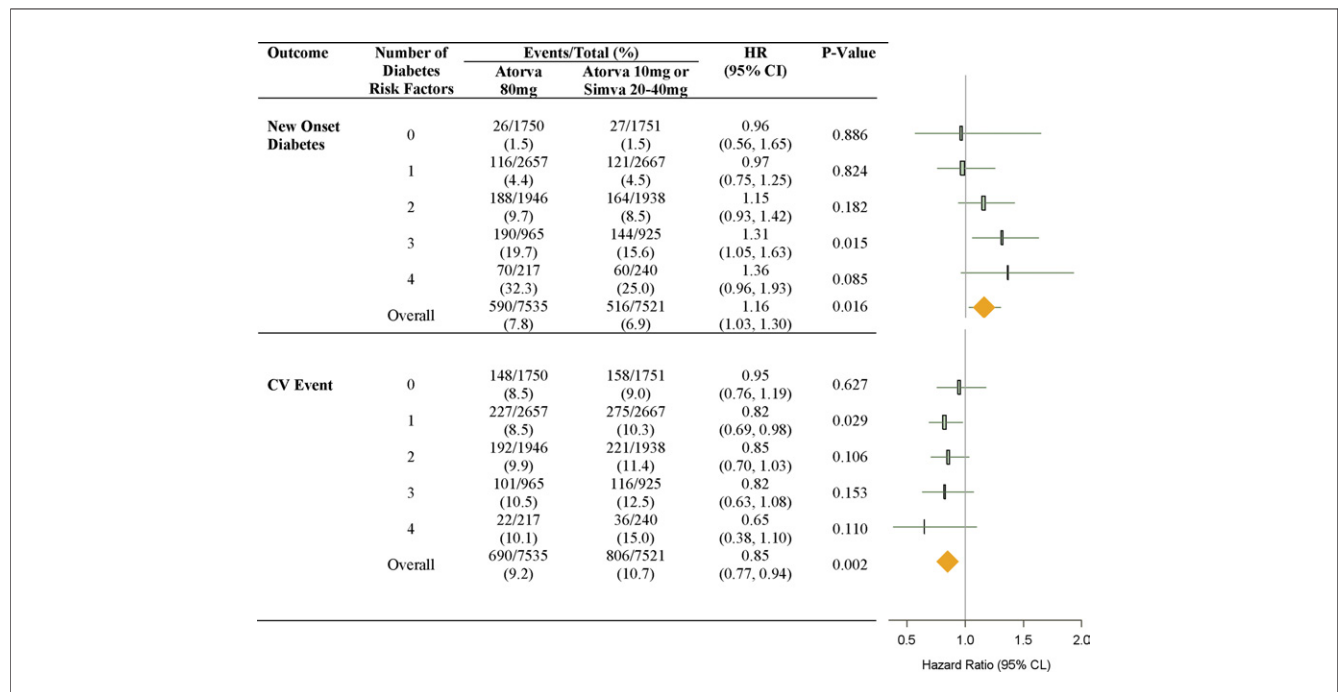 Outcome Number of Events/Total (%) HR P-Value
Diabetes Atorva Atorva 10mg or (95% CI)
Risk Factors 80mg Simva 20-40mg
New Onset 0 26/1750 27/1751 0.96 0.886
Diabetes (1.5) (1.5) (0.56, 1.65)
1 116/2657 121/2667 0.97 0.824
(4.4) (4.5) (0.75, 1.25)
2 188/1946 164/1938 1.15 0.182
(9.7) (8.5) (0.93, 1.42)
3 190/965 144/925 1.31 0.015
(19.7) (15.6) (1.05, 1.63)
4 70/217 60/240 1.36 0.085
(32.3) (25.0) (0.96, 1.93)
Overall 590/7535 516/7521 1.16 0.016
(7.8) (6.9) (1.03, 1.30)
CV Event 0 148/1750 158/1751 0.95 0.627
(8.5) (9.0) (0.76, 1.19)
1 227/2657 275/2667 0.82 0.029
(8.5) (10.3) (0.69, 0.98)
2 192/1946 221/1938 0.85 0.106
(9.9) (11.4) (0.70, 1.03)
3 101/965 116/925 0.82 0.153
(10.5) (12.5) (0.63, 1.08)
4 22/217 36/240 0.65 0.110
(10.1) (15.0) (0.38, 1.10)
Overall 690/7535 806/7521 0.85 0.002
(9.2) (10.7) (0.77, 0.94)
0.5 1.0 1.5 2.0
Hazard Ratio (95% CL)